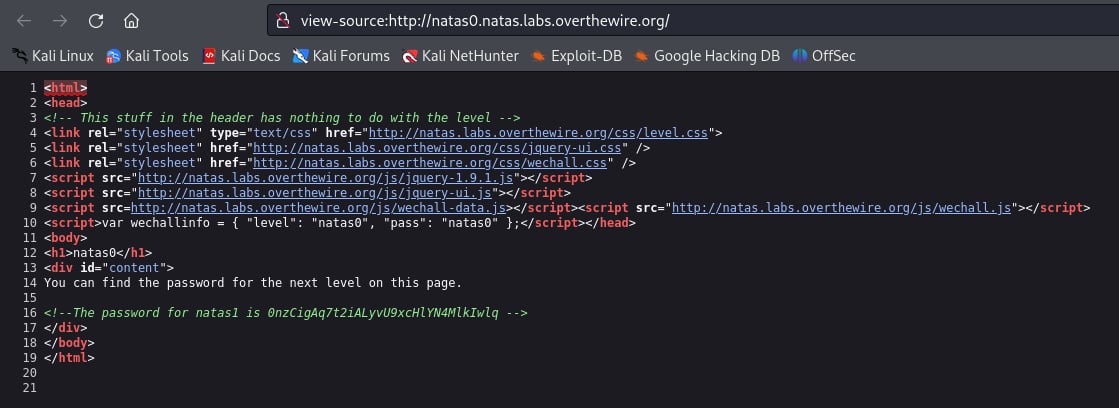 view-source:http://natas0.natas.labs.overthewire.org/
Kali Linux Kali Tools Kali Docs Kali Forums Kali NetHunter Exploit-DB Google Hacking DB OffSec
1 <html>
2 <head>
3 <!-- This stuff in the header has nothing to do with the level -->
4 <link rel="stylesheet" type="text/css" href="http://natas.labs.overthewire.org/css/level.css">
5 <link rel="stylesheet" href="http://natas.labs.overthewire.org/css/jquery-ui.css" />
6 <link rel="stylesheet" href="http://natas.labs.overthewire.org/css/wechall.css" />
7 <script src="http://natas.labs.overthewire.org/js/jquery-1.9.1.js"></script>
8 <script src="http://natas.labs.overthewire.org/js/jquery-ui.js"></script>
9 <script src=http://natas.labs.overthewire.org/js/wechall-data.js></script><script src="http://natas.labs.overthewire.org/js/wechall.js"></script>
10 <script>var wechallinfo = { "level": "natas0", "pass": "natas0" };</script></head>
11 <body>
12 <h1>natas0</h1>
13 <div id="content">
14 You can find the password for the next level on this page.
15
16 <!--The password for natas1 is 0nzCigAq7t2iALyvU9xcHlYN4MlkIwlq -->
17 </div>
18 </body>
19 </html>
20
21